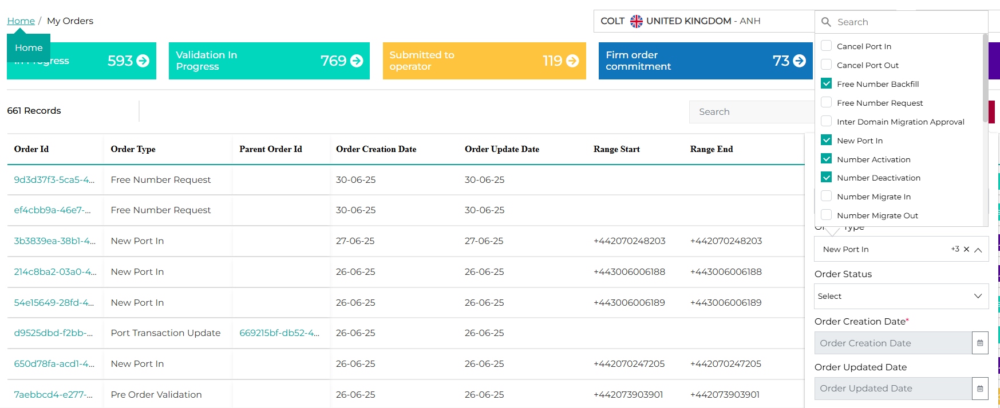 Home / My Orders
COLT UNITED KINGDOM - ANH
Home
593
Validation In Progress
769
Submitted to operator
119
Firm order commitment
73
661 Records
Search
Order Id Order Type Parent Order Id Order Creation Date Order Update Date Range Start Range End
9d3d37f3-5ca5-4... Free Number Request 30-06-25 30-06-25
ef4cbb9a-46e7-... Free Number Request 30-06-25 30-06-25
3b3839ea-38b1-4... New Port In 27-06-25 27-06-25 +442070248203 +442070248203
214c8ba2-03a0-4... New Port In 26-06-25 26-06-25 +443006006188 +443006006188
54e15649-28fd-4... New Port In 26-06-25 26-06-25 +443006006189 +443006006189
d9525dbd-f2bb-... Port Transaction Update 669215bf-db52-4... 26-06-25 26-06-25
650d78fa-acd1-4... New Port In 26-06-25 26-06-25 +442070247205 +442070247205
7aebbcd4-e277-... Pre Order Validation 26-06-25 26-06-25 +442073903901 +442073903901
Search
Cancel Port In
Cancel Port Out
Free Number Backfill
Free Number Request
Inter Domain Migration Approval
New Port In
Number Activation
Number Deactivation
Number Migrate In
Number Migrate Out
Type
New Port In +3
Order Status
Select
Order Creation Date*
Order Creation Date
Order Updated Date
Order Updated Date